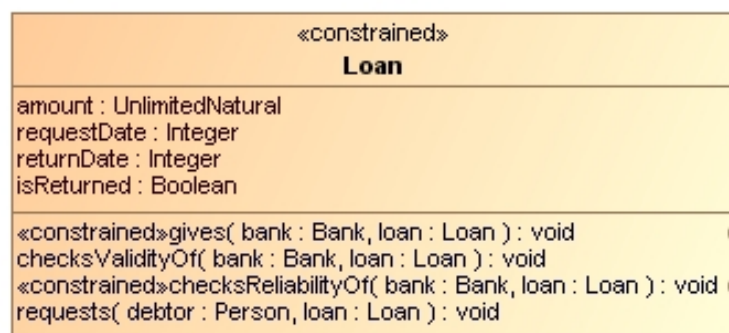 «constrained»
Loan
amount : UnlimitedNatural
requestDate : Integer
returnDate : Integer
isReturned : Boolean
«constrained»gives( bank : Bank, loan : Loan ) : void
checksValidityOf( bank : Bank, loan : Loan ) : void
«constrained»checksReliabilityOf( bank : Bank, loan : Loan ) : void
requests( debtor : Person, loan : Loan ) : void